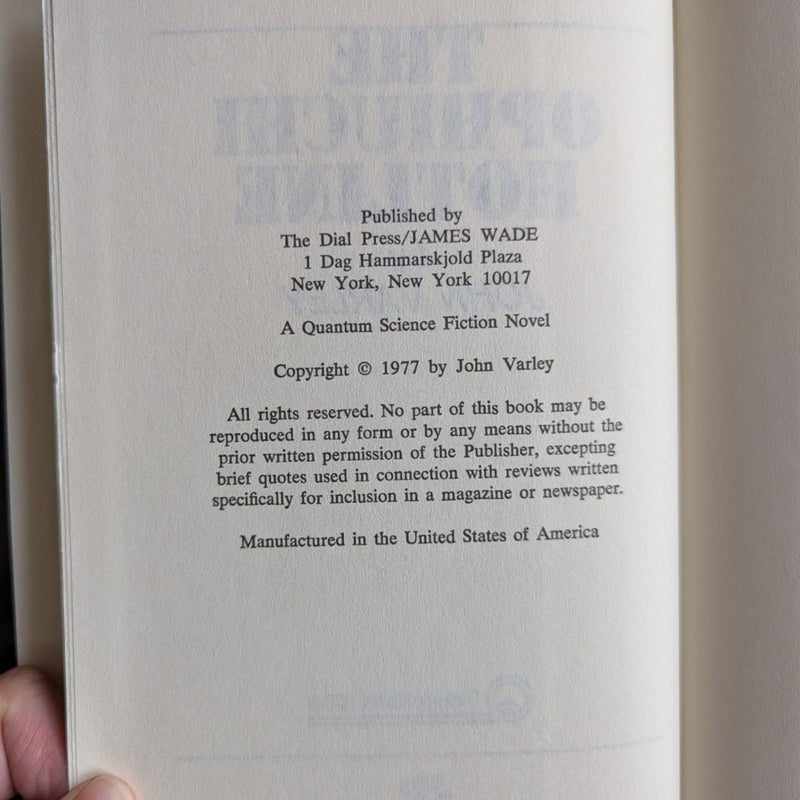 THE
OPHIUCHI
HOTLINE
Published by
The Dial Press/JAMES WADE
1 Dag Hammarskjold Plaza
New York, New York 10017
A Quantum Science Fiction Novel
Copyright © 1977 by John Varley
All rights reserved. No part of this book may be
reproduced in any form or by any means without the
prior written permission of the Publisher, excepting
brief quotes used in connection with reviews written
specifically for inclusion in a magazine or newspaper.
Manufactured in the United States of America